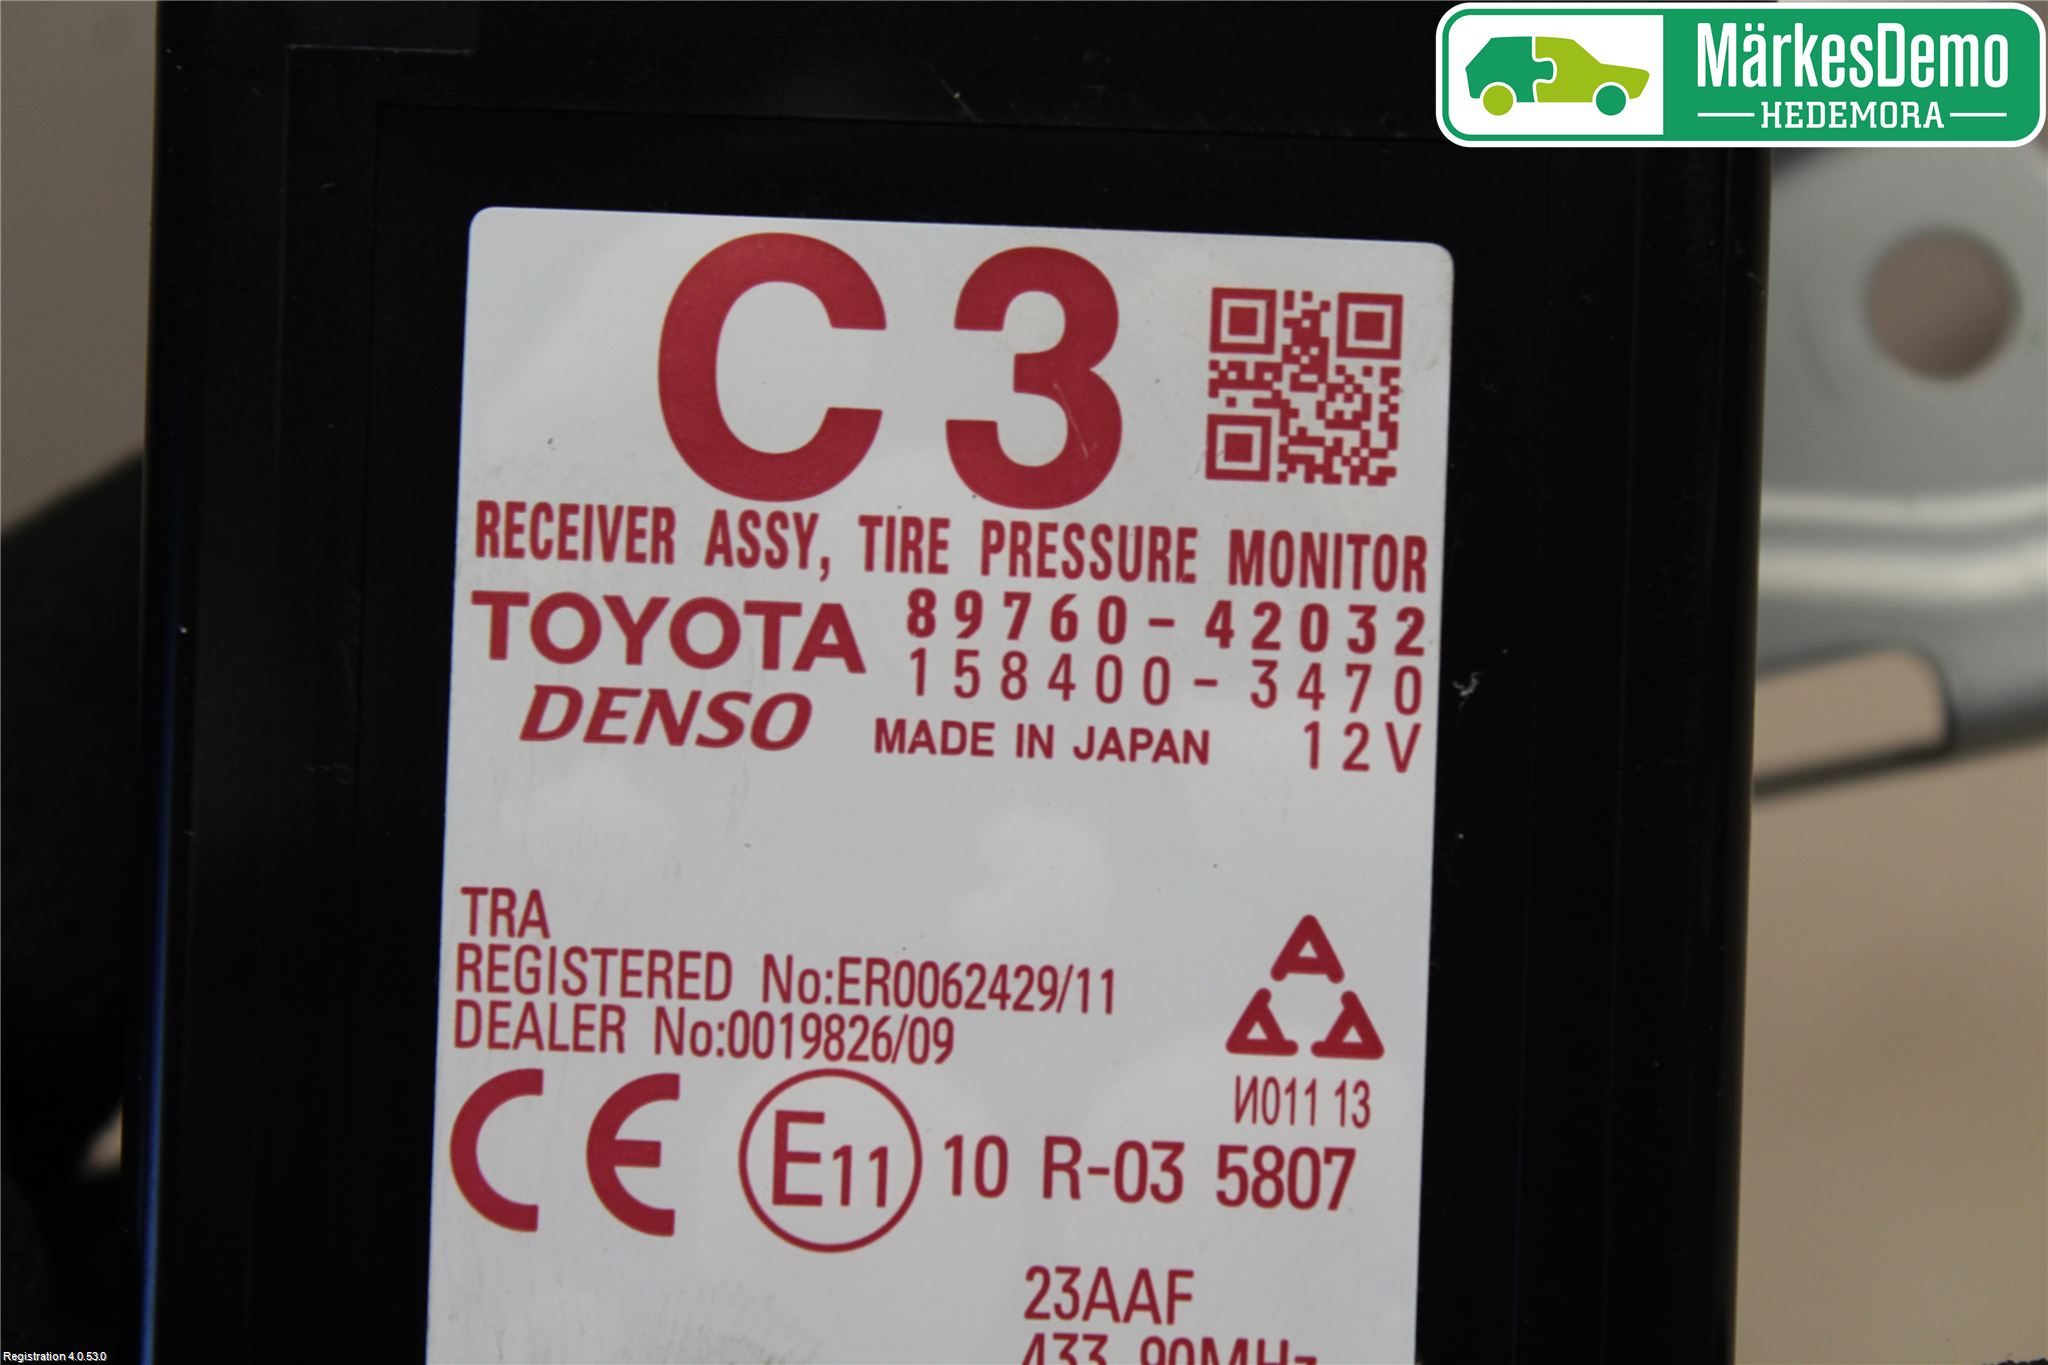 MärkesDemo
HEDEMORA
C3
RECEIVER ASSY, TIRE PRESSURE MONITOR
TOYOTA 89760-42032
158400-3470
DENSO MADE IN JAPAN 12V
TRA
REGISTERED No:ER0062429/11
DEALER No:0019826/09
И011 13
CE E11 10 R-03 5807
23AAF
433.90MHz
Registration 4.0.53.0